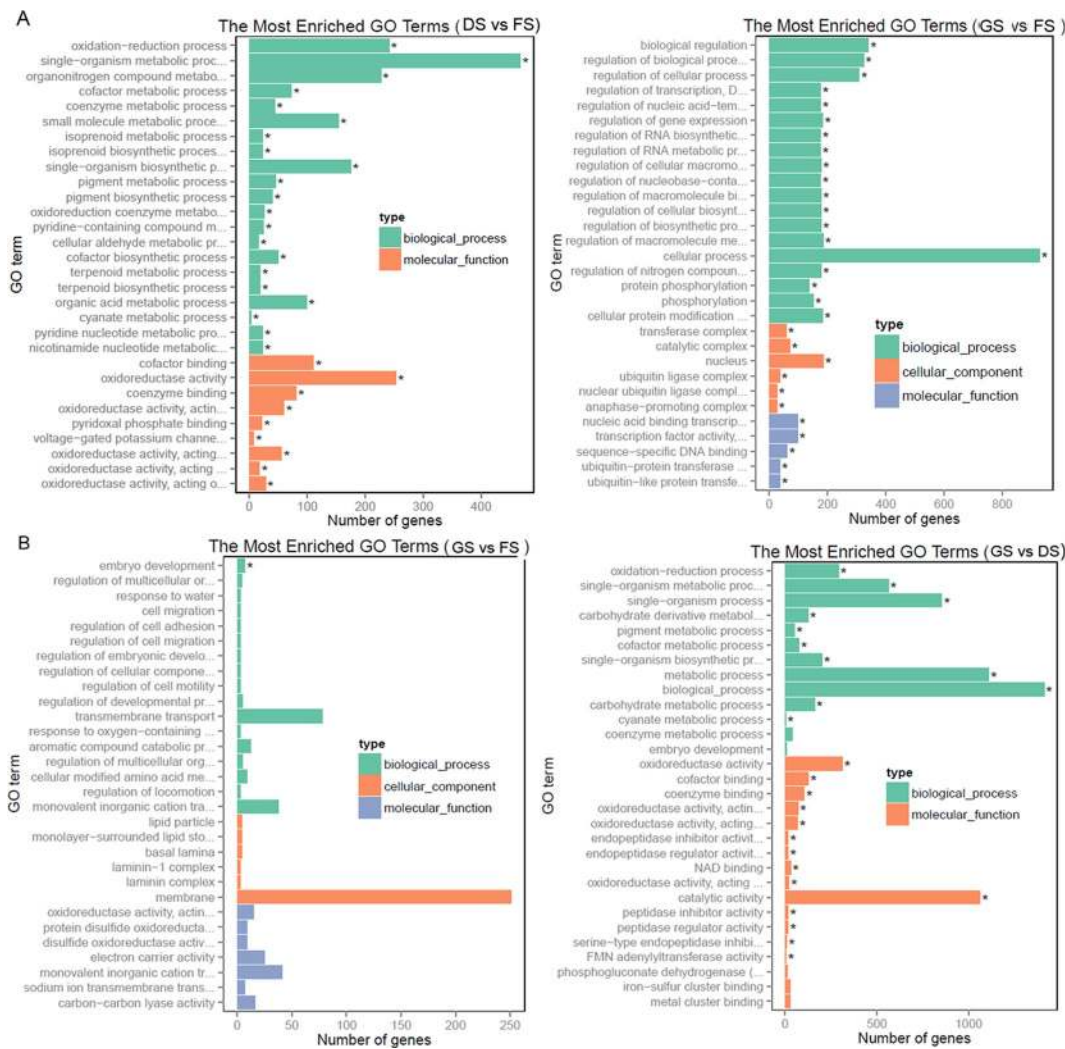 A
The Most Enriched GO Terms (DS vs FS)
oxidation-reduction process
single-organism metabolic proc...
organonitrogen compound metabo...
cofactor metabolic process
coenzyme metabolic process
small molecule metabolic proce...
isoprenoid metabolic process
isoprenoid biosynthetic proces...
single-organism biosynthetic p...
pigment metabolic process
pigment biosynthetic process
oxidoreduction coenzyme metabo...
pyridine-containing compound m...
cellular aldehyde metabolic pr...
cofactor biosynthetic process
terpenoid metabolic process
terpenoid biosynthetic process
organic acid metabolic process
cyanate metabolic process
pyridine nucleotide metabolic pro...
nicotinamide nucleotide metabolic...
cofactor binding
oxidoreductase activity
coenzyme binding
oxidoreductase activity, actin...
pyridoxal phosphate binding
voltage-gated potassium channe...
oxidoreductase activity, acting...
oxidoreductase activity, acting ...
oxidoreductase activity, acting o...
GO term
type
biological_process
molecular_function
0 100 200 300 400
Number of genes
The Most Enriched GO Terms (GS vs FS)
biological regulation
regulation of biological proce...
regulation of cellular process
regulation of transcription, D...
regulation of nucleic acid-tem...
regulation of gene expression
regulation of RNA biosynthetic...
regulation of RNA metabolic pr...
regulation of cellular macromo...
regulation of nucleobase-conta...
regulation of macromolecule bi...
regulation of cellular biosynt...
regulation of biosynthetic pro...
regulation of macromolecule me...
cellular process
regulation of nitrogen compoun...
protein phosphorylation
phosphorylation
cellular protein modification ...
transferase complex
catalytic complex
nucleus
ubiquitin ligase complex
nuclear ubiquitin ligase compl...
anaphase-promoting complex
nucleic acid binding transcrip...
transcription factor activity,...
sequence-specific DNA binding
ubiquitin-protein transferase ...
ubiquitin-like protein transfe...
GO term
type
biological_process
cellular_component
molecular_function
0 200 400 600 800
Number of genes
B
The Most Enriched GO Terms (GS vs FS)
embryo development
regulation of multicellular or...
response to water
cell migration
regulation of cell adhesion
regulation of cell migration
regulation of embryonic develo...
regulation of cellular compone...
regulation of cell motility
regulation of developmental pr...
transmembrane transport
response to oxygen-containing ...
aromatic compound catabolic pr...
regulation of multicellular org...
cellular modified amino acid me...
regulation of locomotion
monovalent inorganic cation tra...
lipid particle
monolayer-surrounded lipid sto...
basal lamina
laminin-1 complex
laminin complex
membrane
oxidoreductase activity, actin...
protein disulfide oxidoreducta...
disulfide oxidoreductase activ...
electron carrier activity
monovalent inorganic cation tr...
sodium ion transmembrane trans...
carbon-carbon lyase activity
GO term
type
biological_process
cellular_component
molecular_function
0 50 100 150 200 250
Number of genes
The Most Enriched GO Terms (GS vs DS)
oxidation-reduction process
single-organism metabolic proc...
single-organism process
carbohydrate derivative metabol...
pigment metabolic process
cofactor metabolic process
single-organism biosynthetic pr...
metabolic process
biological_process
carbohydrate metabolic process
cyanate metabolic process
coenzyme metabolic process
embryo development
oxidoreductase activity
cofactor binding
coenzyme binding
oxidoreductase activity, actin...
oxidoreductase activity, acting...
endopeptidase inhibitor activit...
endopeptidase regulator activit...
NAD binding
oxidoreductase activity, acting ...
catalytic activity
peptidase inhibitor activity
peptidase regulator activity
serine-type endopeptidase inhibi...
FMN adenylyltransferase activity
phosphogluconate dehydrogenase (...
iron-sulfur cluster binding
metal cluster binding
GO term
type
biological_process
molecular_function
0 500 1000
Number of genes